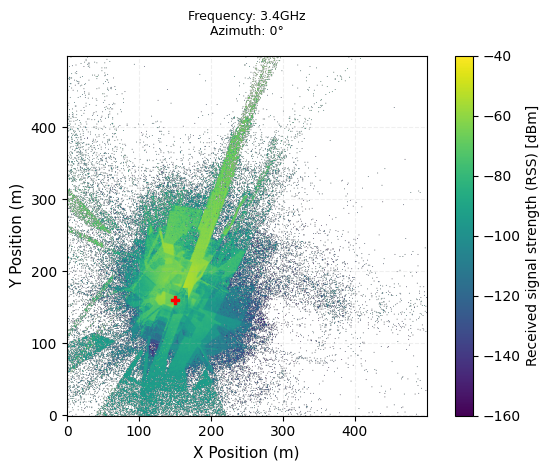 Frequency: 3.4GHz
Azimuth: 0°
Y Position (m)
400
300
200
100
0
0 100 200 300 400
X Position (m)
−40
−60
−80
−100
−120
−140
−160
Received signal strength (RSS) [dBm]